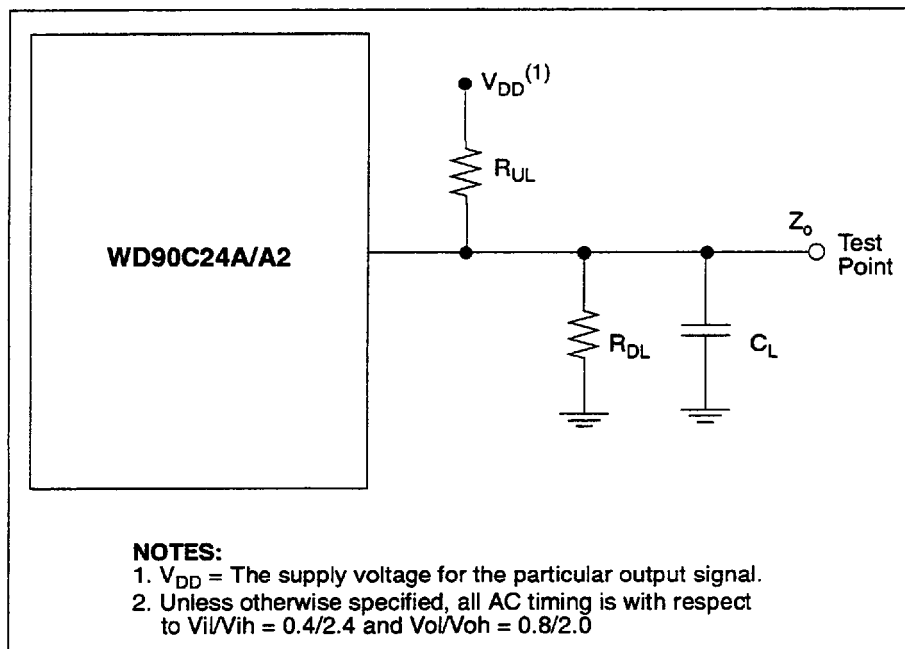 V_DD(1)
R_UL
WD90C24A/A2
Z_o
Test
Point
R_DL
C_L
NOTES:
1. V_DD = The supply voltage for the particular output signal.
2. Unless otherwise specified, all AC timing is with respect
to Vil/Vih = 0.4/2.4 and Vol/Voh = 0.8/2.0